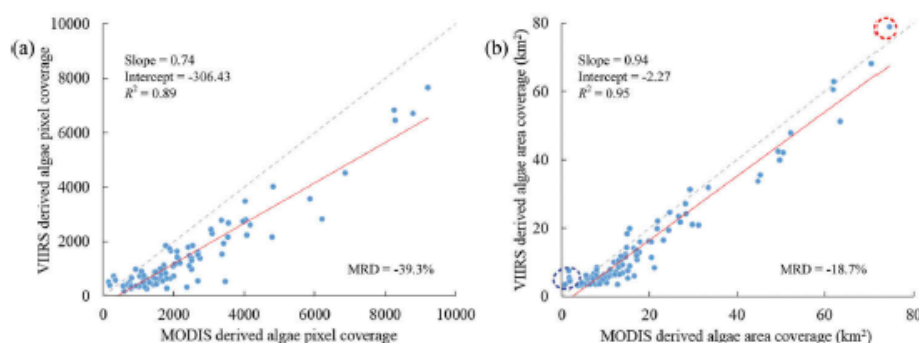 (a)
Slope = 0.74
Intercept = -306.43
R² = 0.89
MRD = -39.3%
VIIRS derived algae pixel coverage
10000
8000
6000
4000
2000
0
0 2000 4000 6000 8000 10000
MODIS derived algae pixel coverage
(b)
Slope = 0.94
Intercept = -2.27
R² = 0.95
MRD = -18.7%
VIIRS derived algae area coverage (km²)
80
60
40
20
0
0 20 40 60 80
MODIS derived algae area coverage (km²)